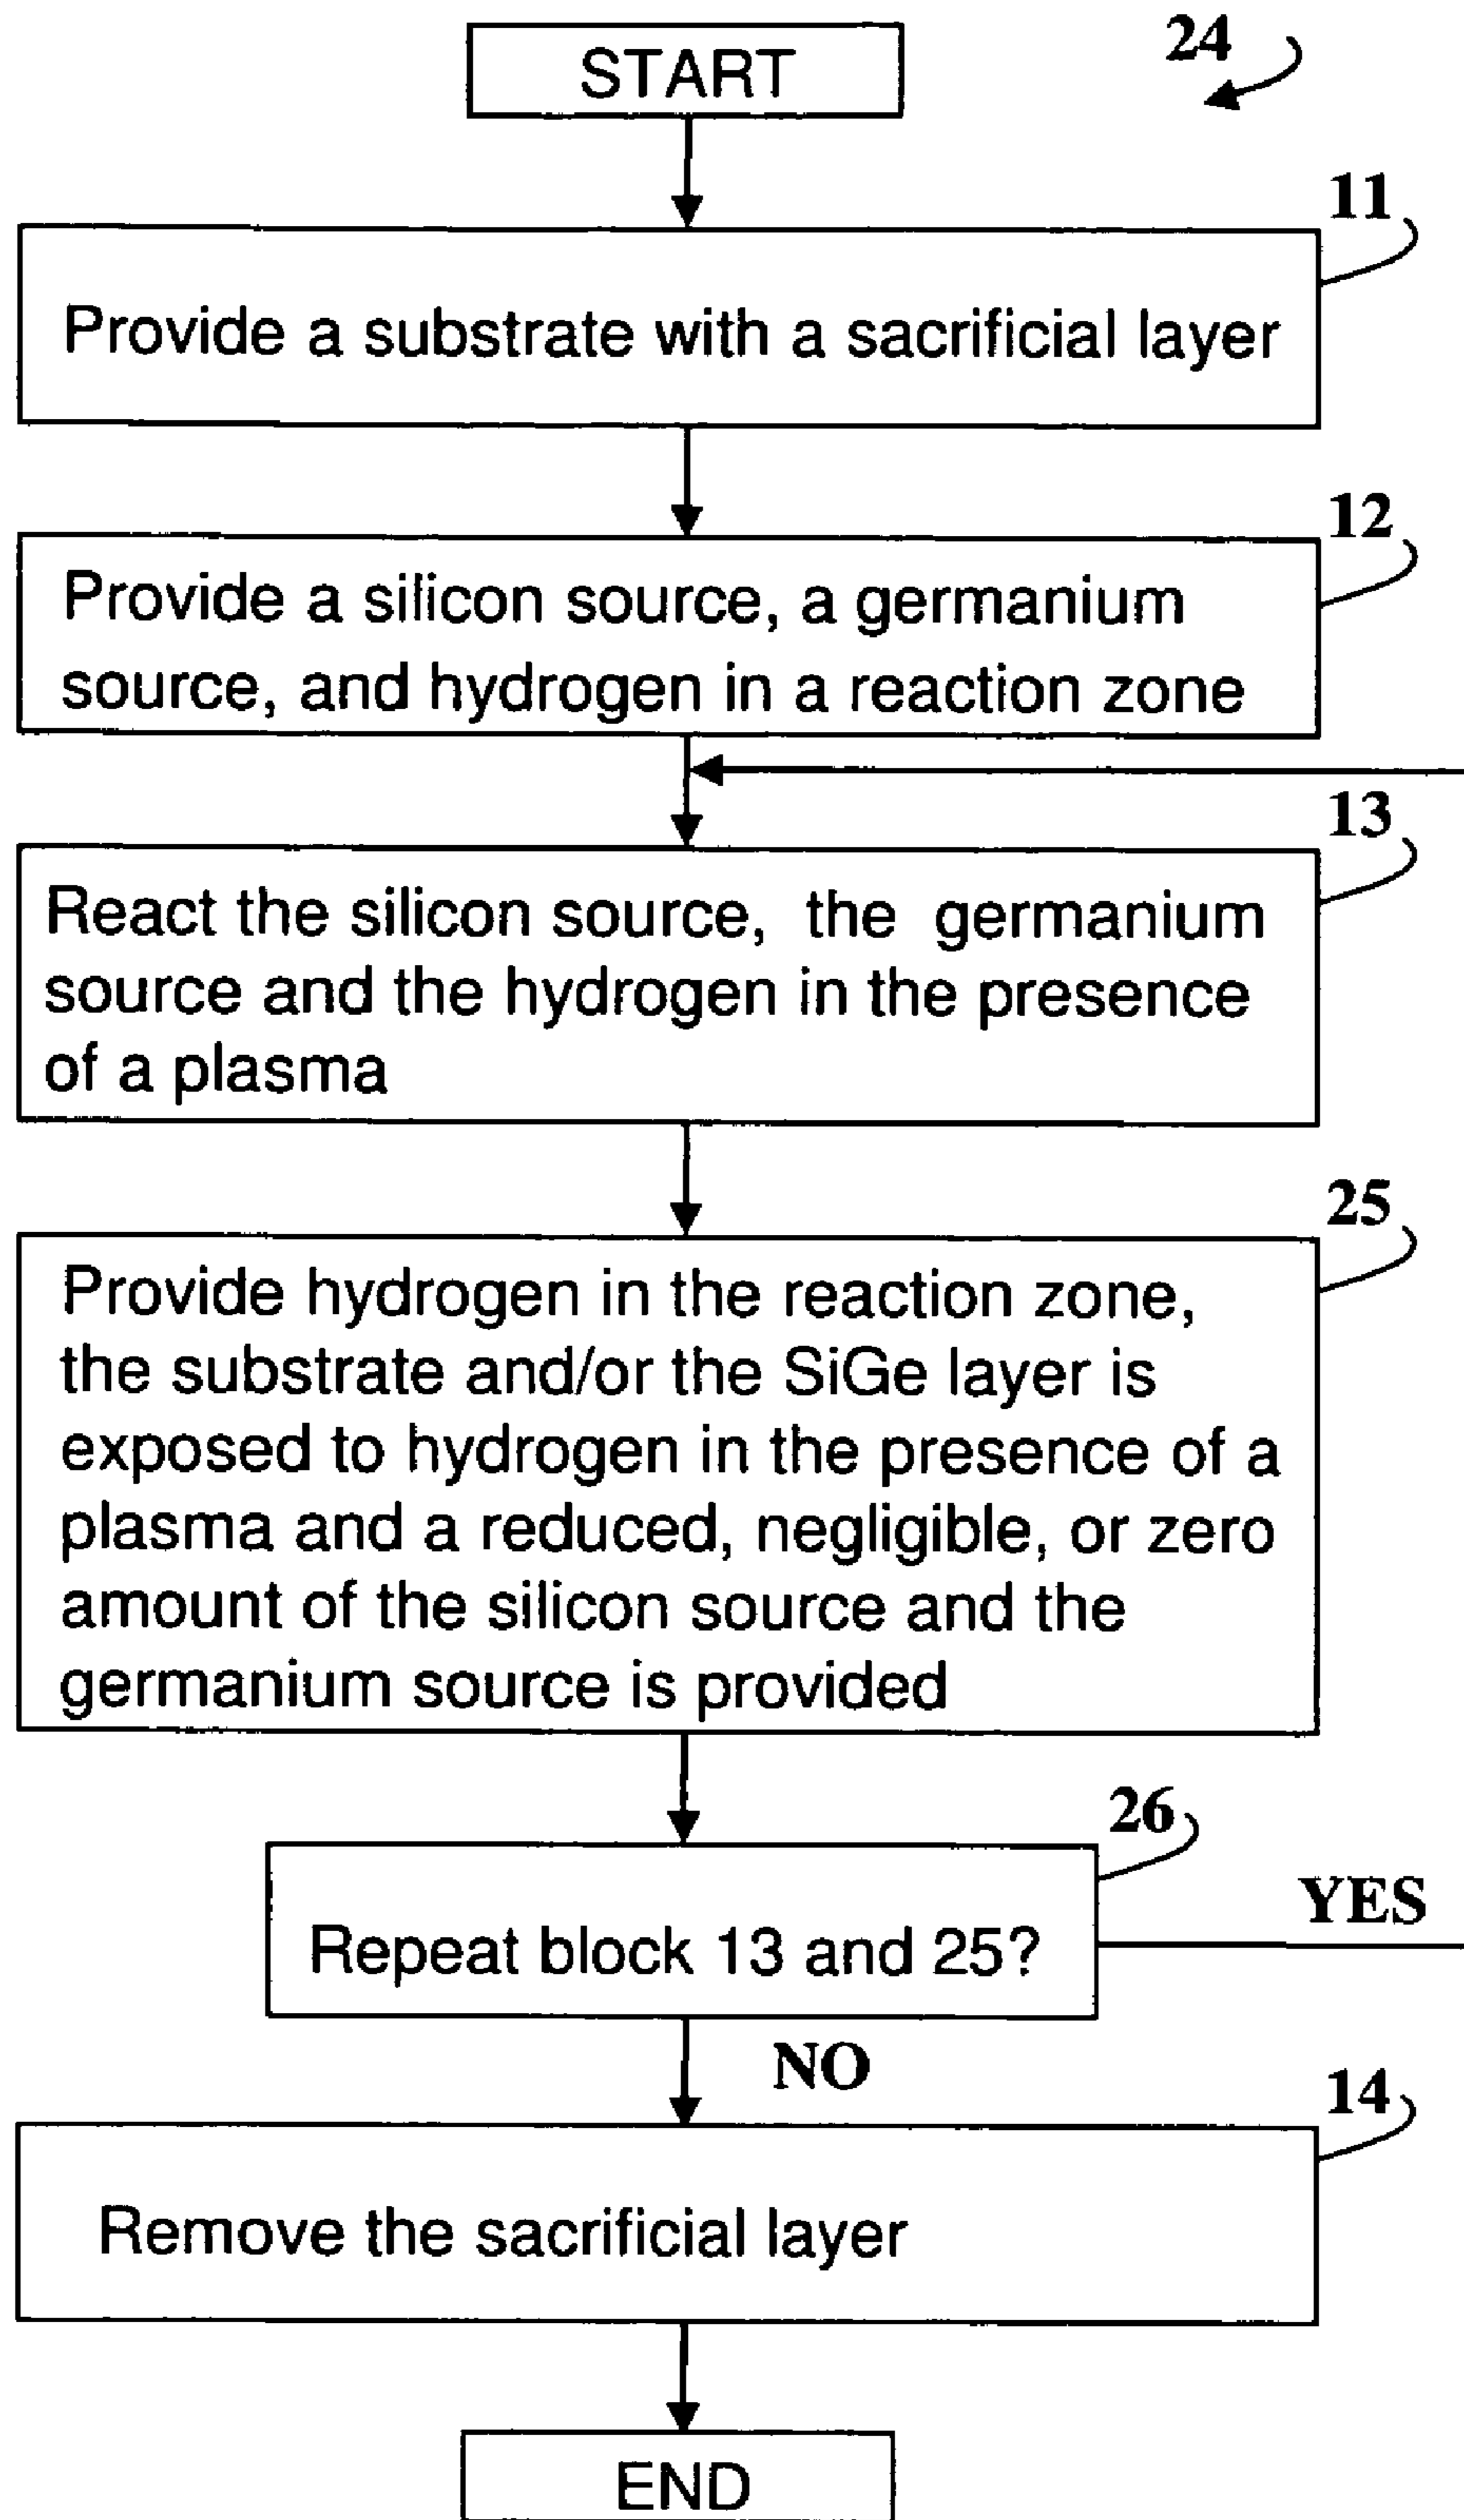 START
24
11
Provide a substrate with a sacrificial layer
12
Provide a silicon source, a germanium
source, and hydrogen in a reaction zone
13
React the silicon source, the germanium
source and the hydrogen in the presence
of a plasma
25
Provide hydrogen in the reaction zone,
the substrate and/or the SiGe layer is
exposed to hydrogen in the presence of a
plasma and a reduced, negligible, or zero
amount of the silicon source and the
germanium source is provided
26
Repeat block 13 and 25?
YES
NO
14
Remove the sacrificial layer
END